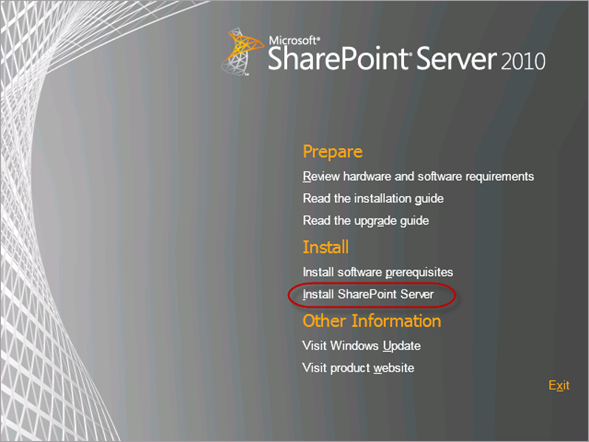 Microsoft®
SharePoint® Server 2010
Prepare
Review hardware and software requirements
Read the installation guide
Read the upgrade guide
Install
Install software prerequisites
Install SharePoint Server
Other Information
Visit Windows Update
Visit product website
Exit